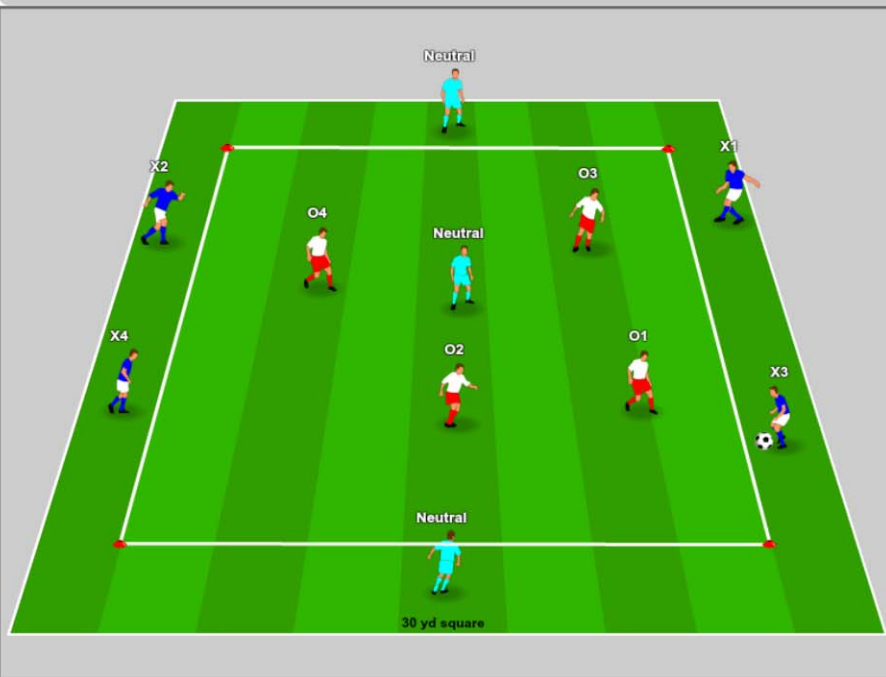 Neutral
X1
X2
O3
O4
Neutral
X4
O2
O1
X3
Neutral
30 yd square